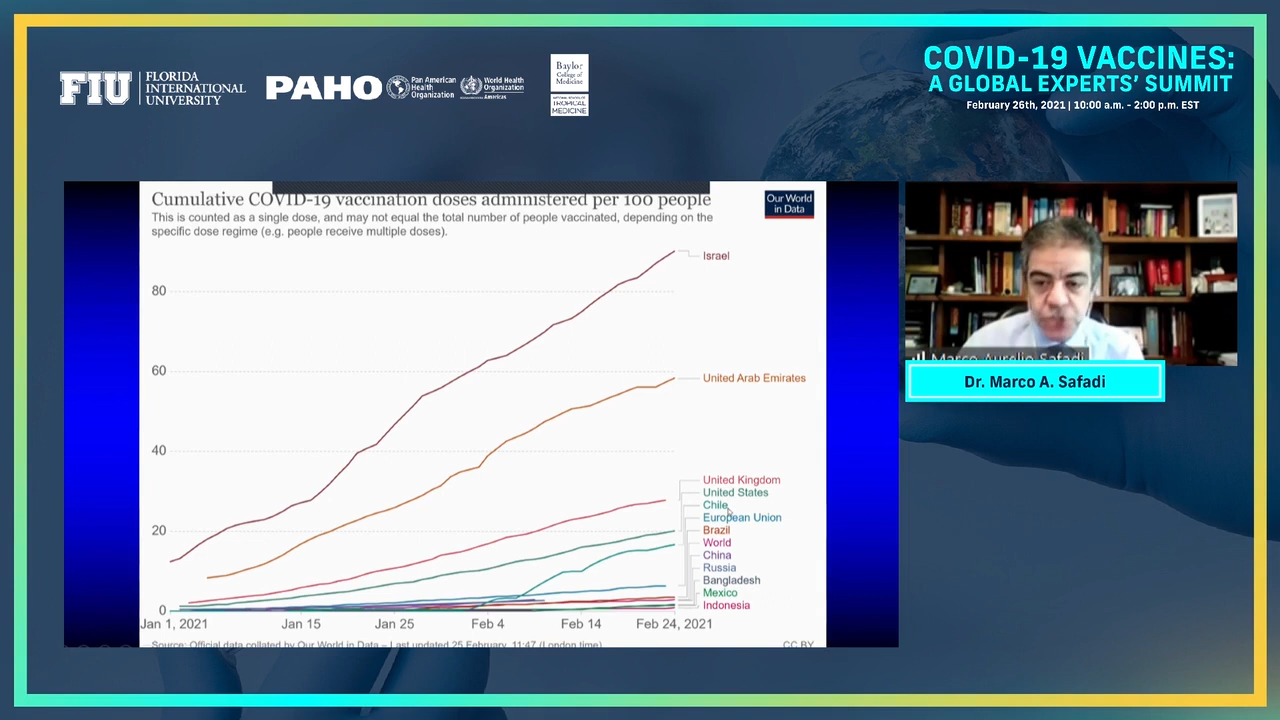 FIU
FLORIDA
INTERNATIONAL
UNIVERSITY
PAHO
Pan American
Health
Organization
World Health
Organization
Americas
Baylor
College of
Medicine
NATIONAL SCHOOL OF
TROPICAL
MEDICINE
COVID-19 VACCINES:
A GLOBAL EXPERTS' SUMMIT
February 26th, 2021 | 10:00 a.m. - 2:00 p.m. EST
Cumulative COVID-19 vaccination doses administered per 100 people
This is counted as a single dose, and may not equal the total number of people vaccinated, depending on the
specific dose regime (e.g. people receive multiple doses).
Our World
in Data
80
60
40
20
0
Israel
United Arab Emirates
United Kingdom
United States
Chile
European Union
Brazil
World
China
Russia
Bangladesh
Mexico
Indonesia
Jan 1, 2021
Jan 15
Jan 25
Feb 4
Feb 14
Feb 24, 2021
Source: Official data collated by Our World in Data – Last updated 25 February, 11:47 (London time)
CC BY
Marco Aurelio Safadi
Dr. Marco A. Safadi